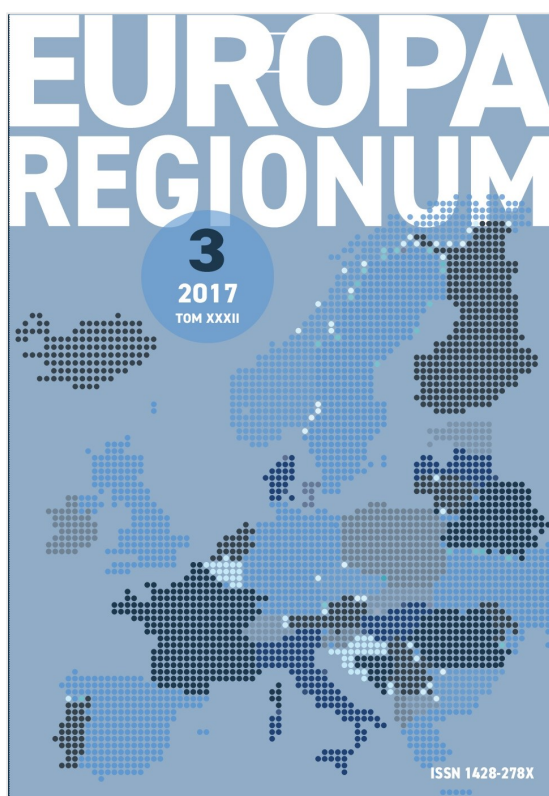 EUROPA
REGIONUM
3
2017
TOM XXXII
ISSN 1428-278X